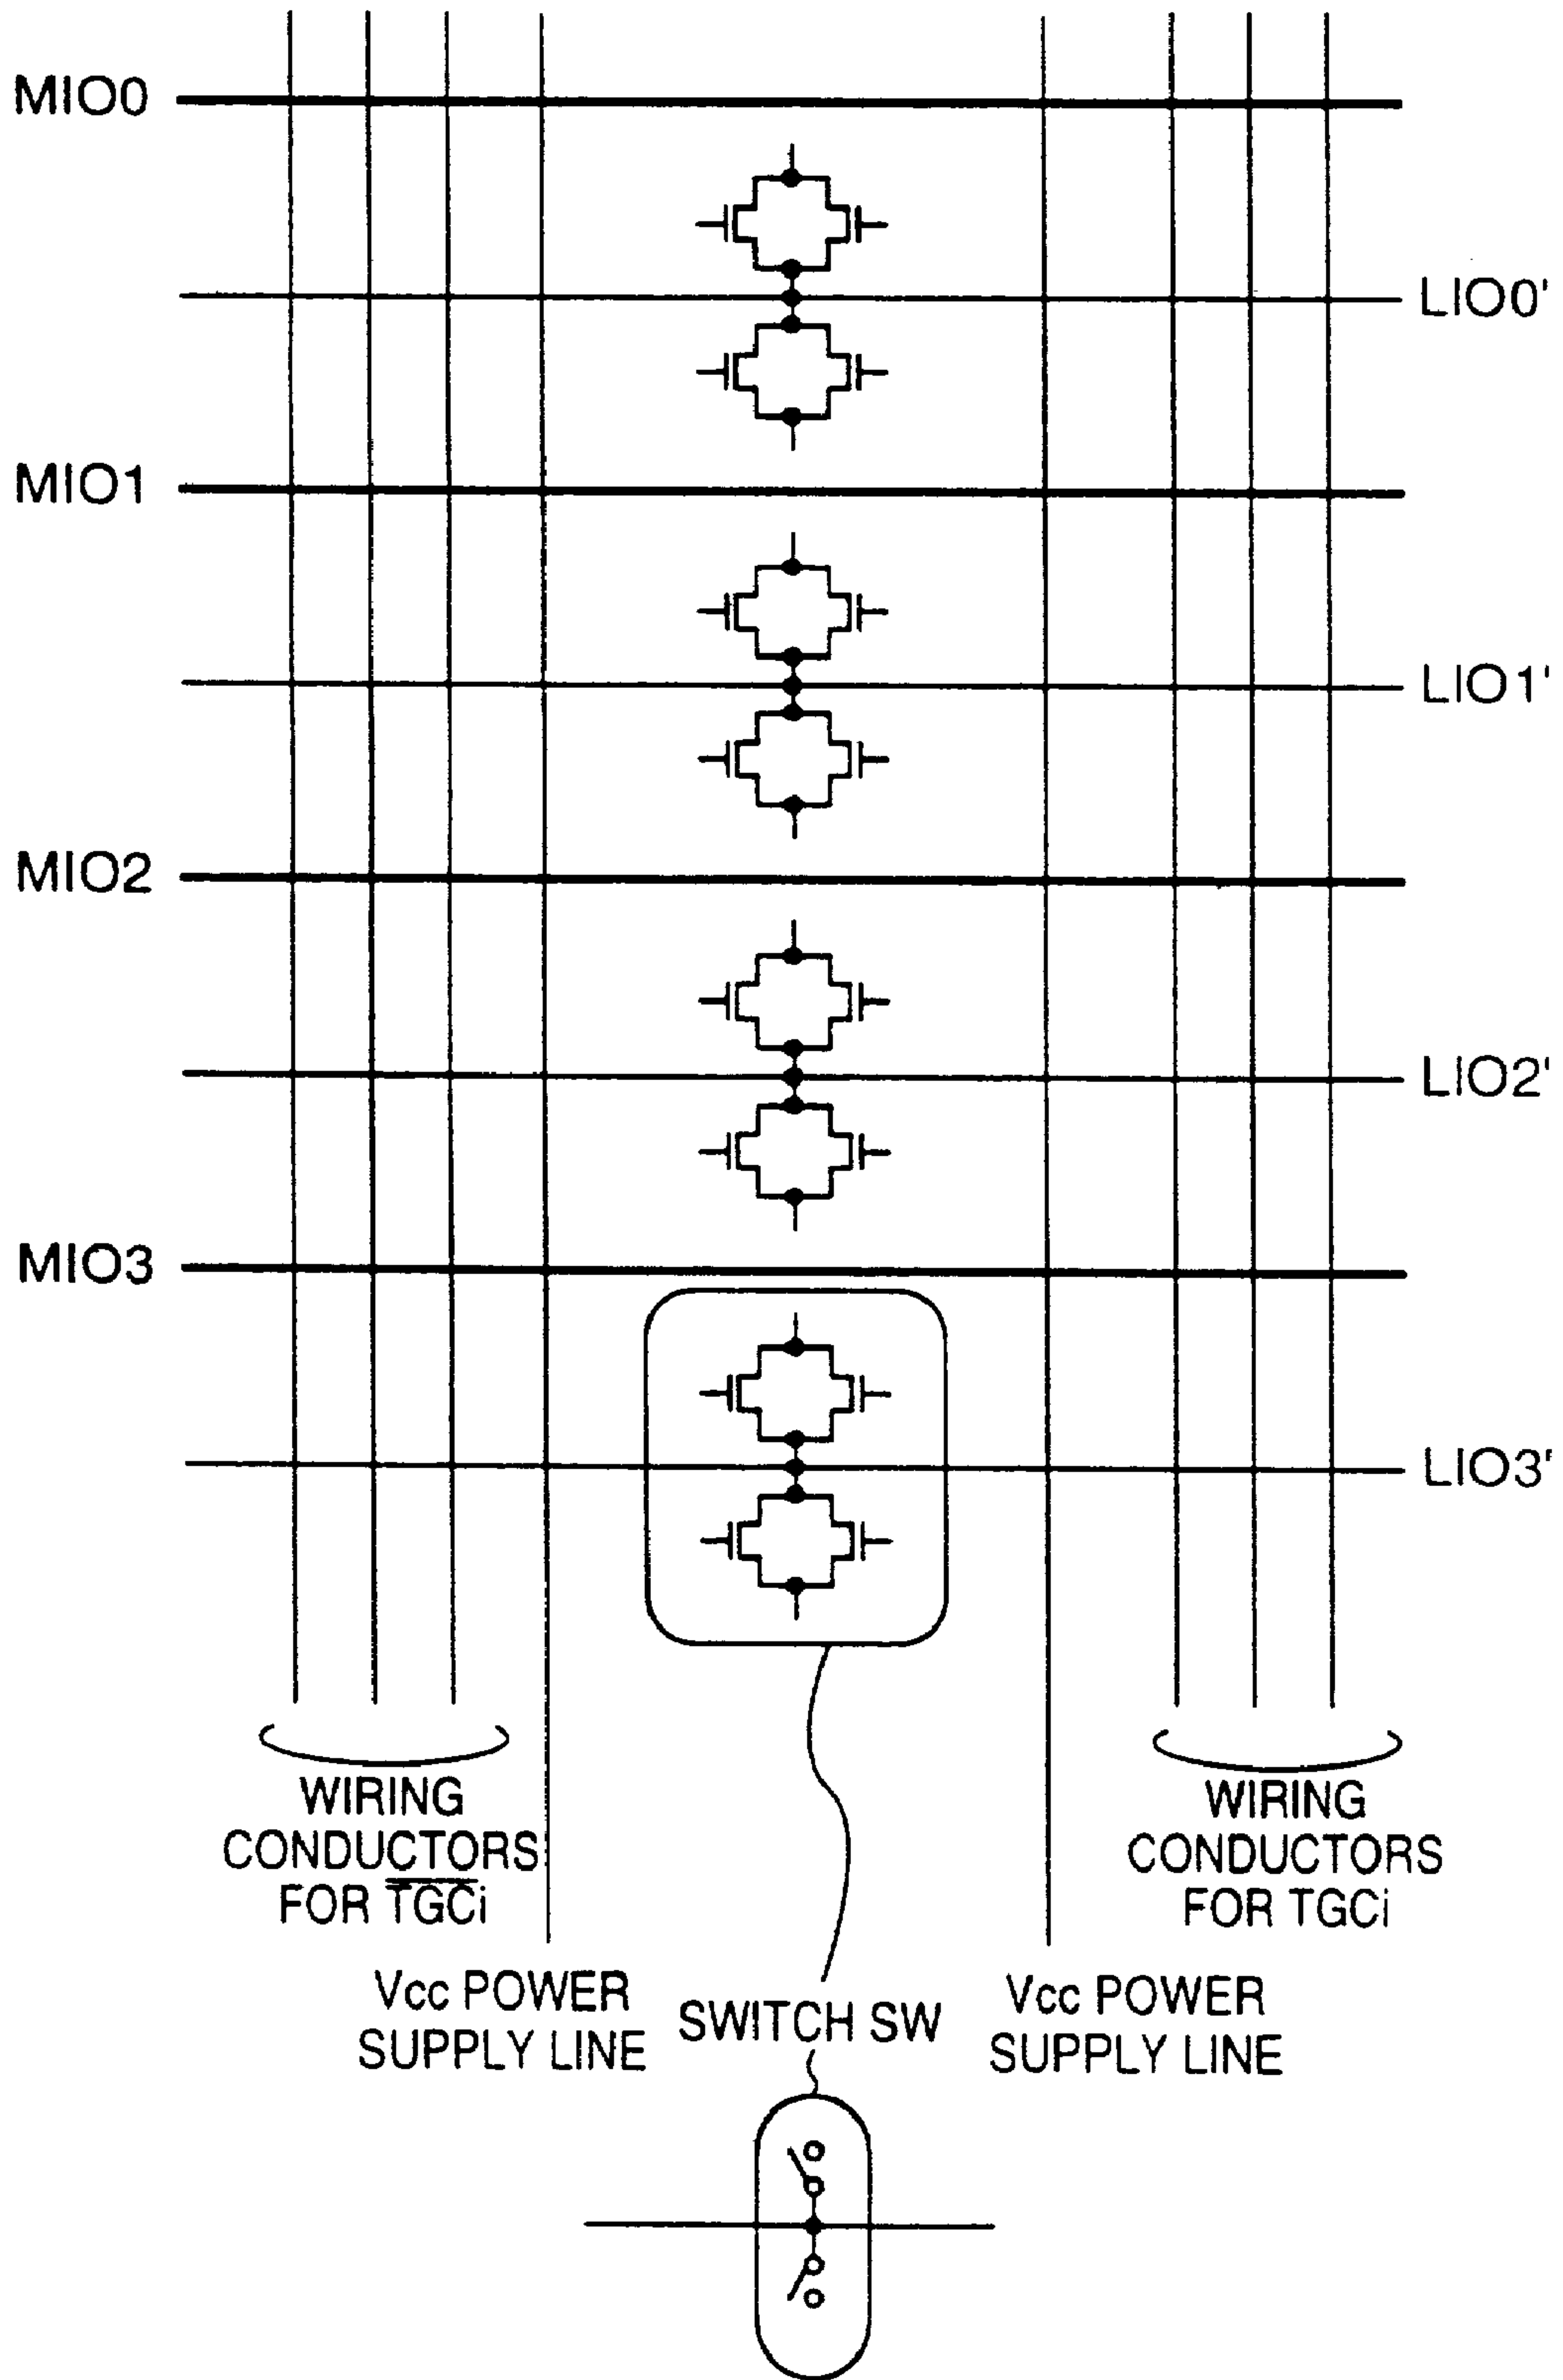 MIO0
LIO0'
MIO1
LIO1'
MIO2
LIO2'
MIO3
LIO3'
WIRING
CONDUCTORS
FOR T̅G̅C̅i
WIRING
CONDUCTORS
FOR TGCi
Vcc POWER
SUPPLY LINE
SWITCH SW
Vcc POWER
SUPPLY LINE